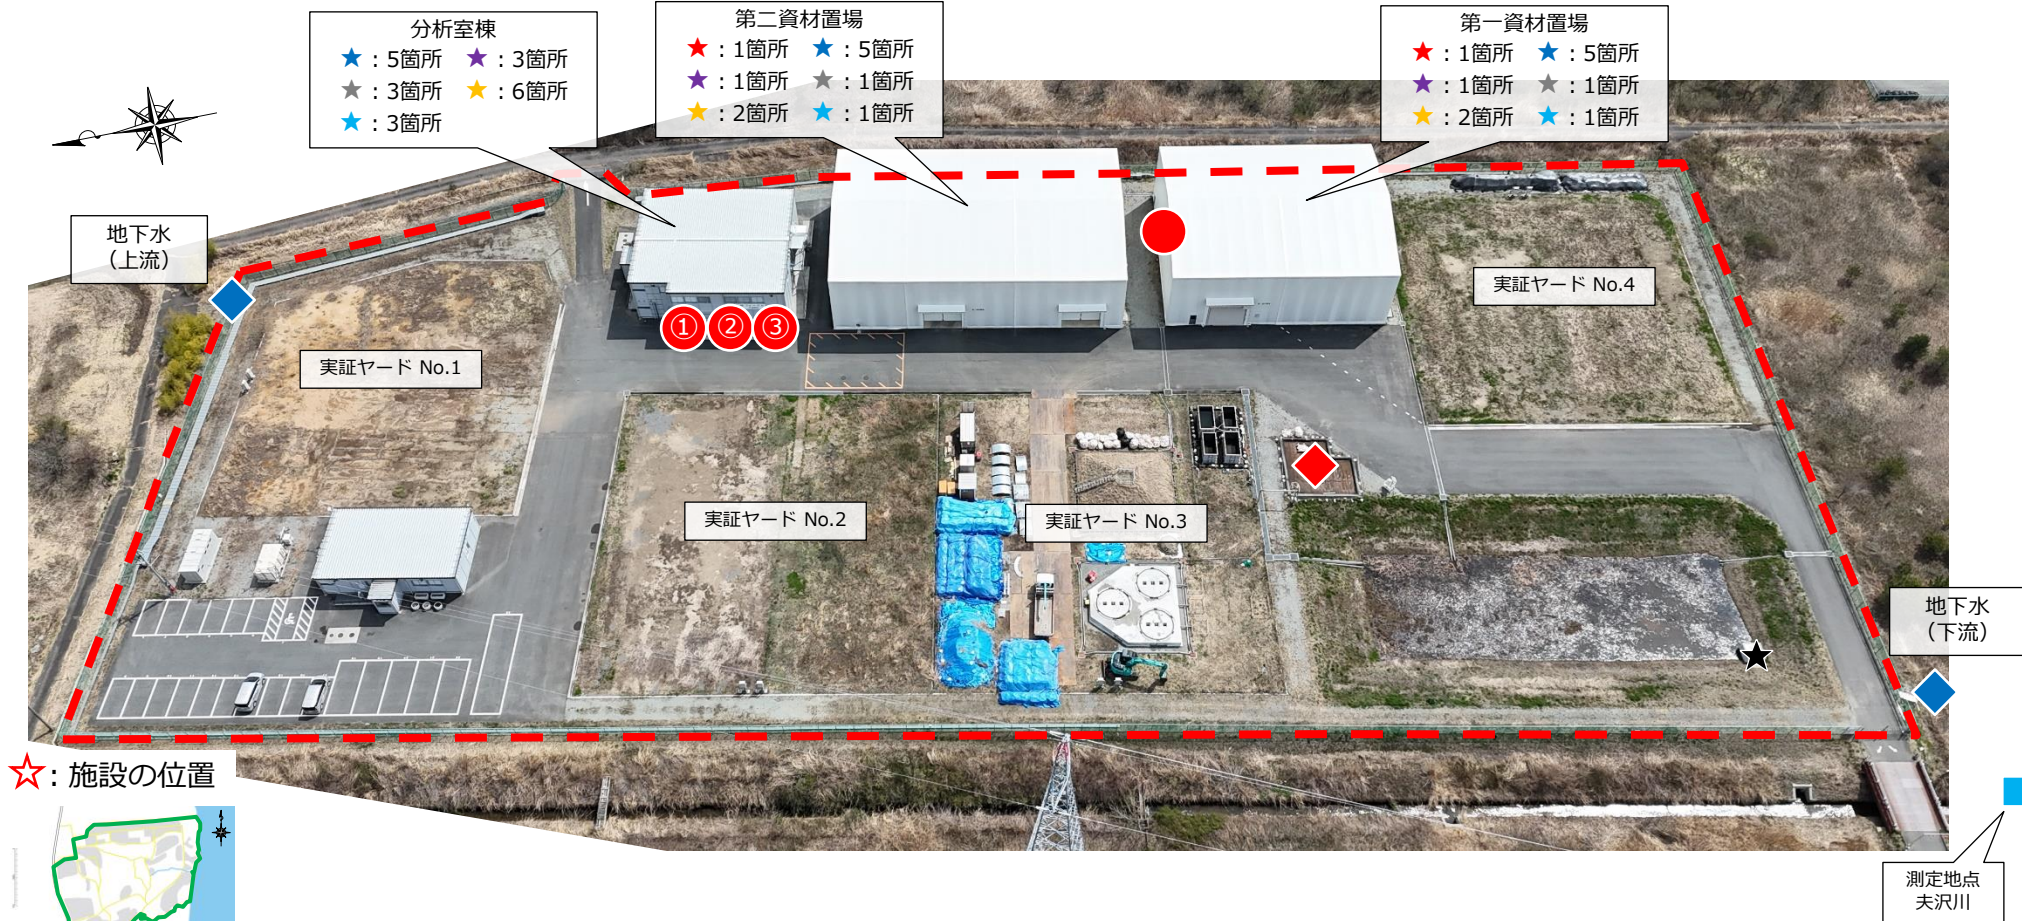 分析室棟
★：5箇所 ★：3箇所
★：3箇所 ★：6箇所
★：3箇所
第二資材置場
★：1箇所 ★：5箇所
★：1箇所 ★：1箇所
★：2箇所 ★：1箇所
第一資材置場
★：1箇所 ★：5箇所
★：1箇所 ★：1箇所
★：2箇所 ★：1箇所
地下水
（上流）
実証ヤード No.4
① ② ③
実証ヤード No.1
実証ヤード No.2
実証ヤード No.3
地下水
（下流）
☆：施設の位置
測定地点
夫沢川